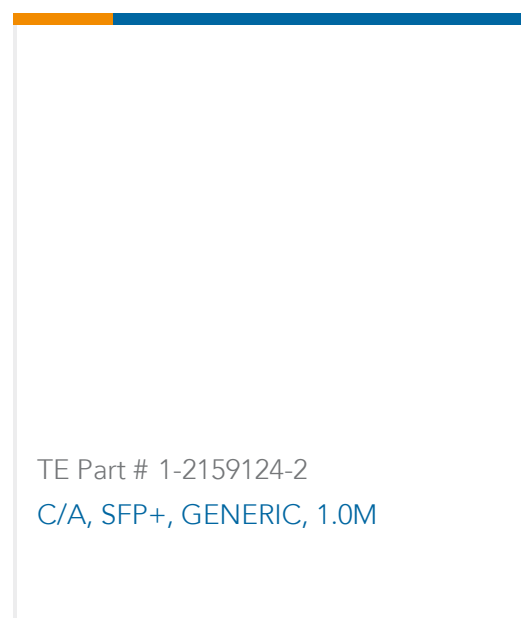 TE Part # 1-2159124-2
C/A, SFP+, GENERIC, 1.0M